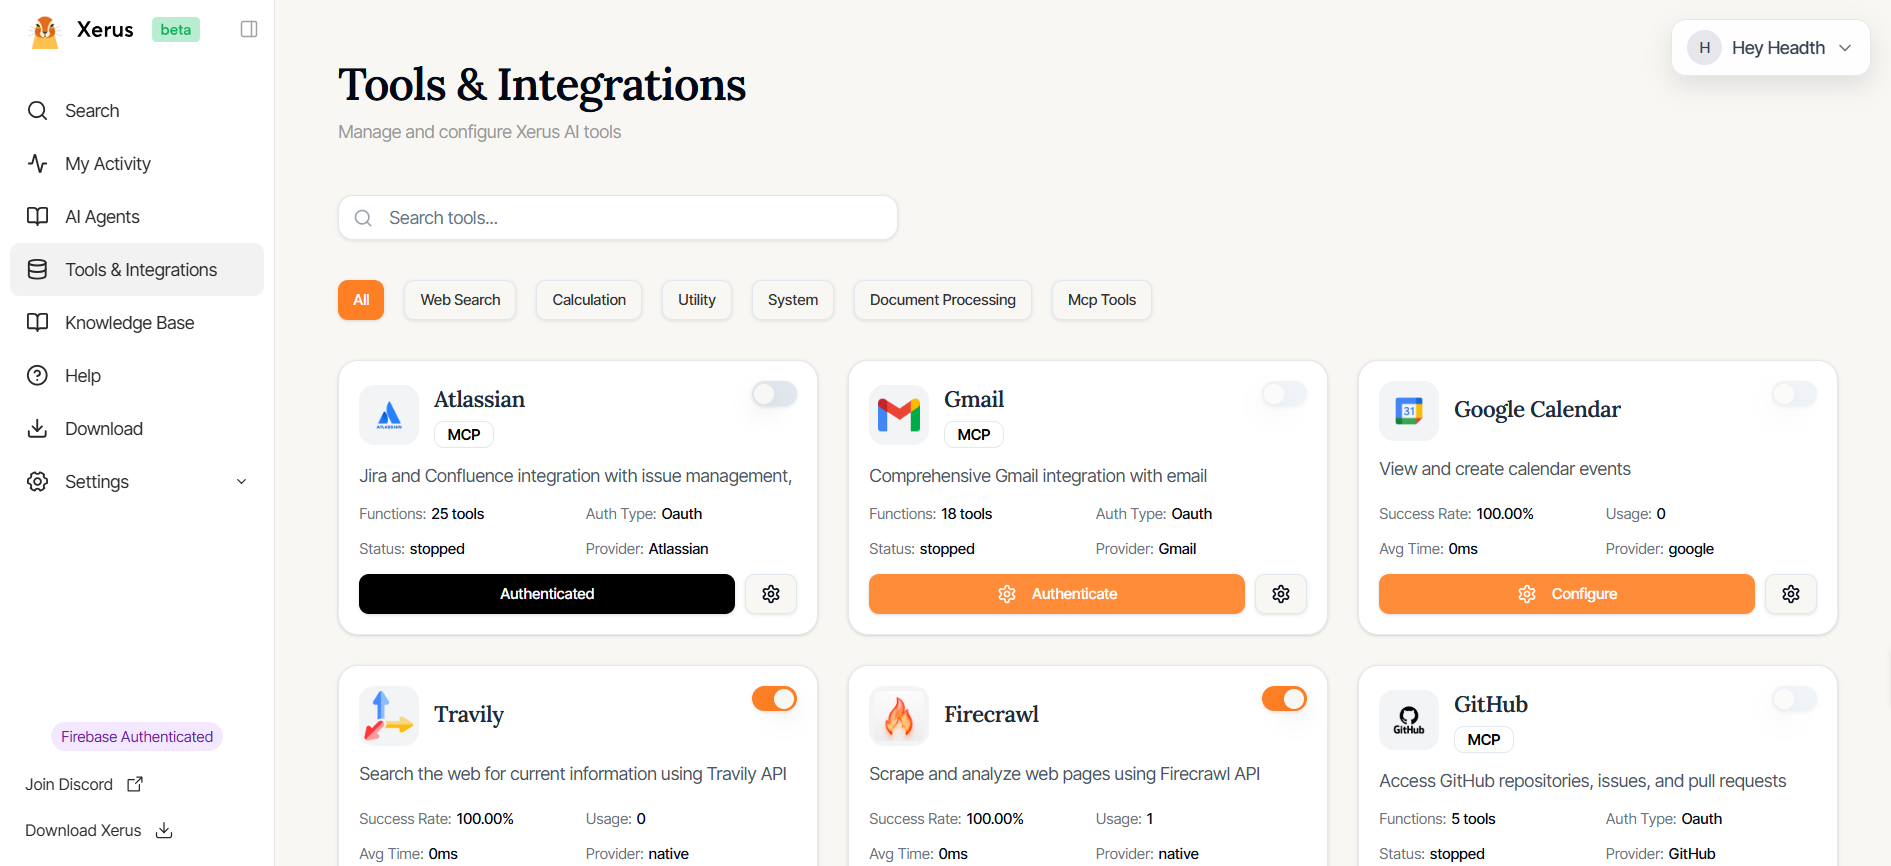 Xerus beta
Search
My Activity
AI Agents
Tools & Integrations
Knowledge Base
Help
Download
Settings
Firebase Authenticated
Join Discord
Download Xerus
H Hey Headth
Tools & Integrations
Manage and configure Xerus AI tools
Search tools...
All Web Search Calculation Utility System Document Processing Mcp Tools
ATLASSIAN
Atlassian
MCP
Jira and Confluence integration with issue management,
Functions: 25 tools Auth Type: Oauth
Status: stopped Provider: Atlassian
Authenticated
Gmail
MCP
Comprehensive Gmail integration with email
Functions: 18 tools Auth Type: Oauth
Status: stopped Provider: Gmail
Authenticate
31
Google Calendar
View and create calendar events
Success Rate: 100.00% Usage: 0
Avg Time: 0ms Provider: google
Configure
Travily
Search the web for current information using Travily API
Success Rate: 100.00% Usage: 0
Avg Time: 0ms Provider: native
Firecrawl
Scrape and analyze web pages using Firecrawl API
Success Rate: 100.00% Usage: 1
Avg Time: 0ms Provider: native
GitHub
GitHub
MCP
Access GitHub repositories, issues, and pull requests
Functions: 5 tools Auth Type: Oauth
Status: stopped Provider: GitHub